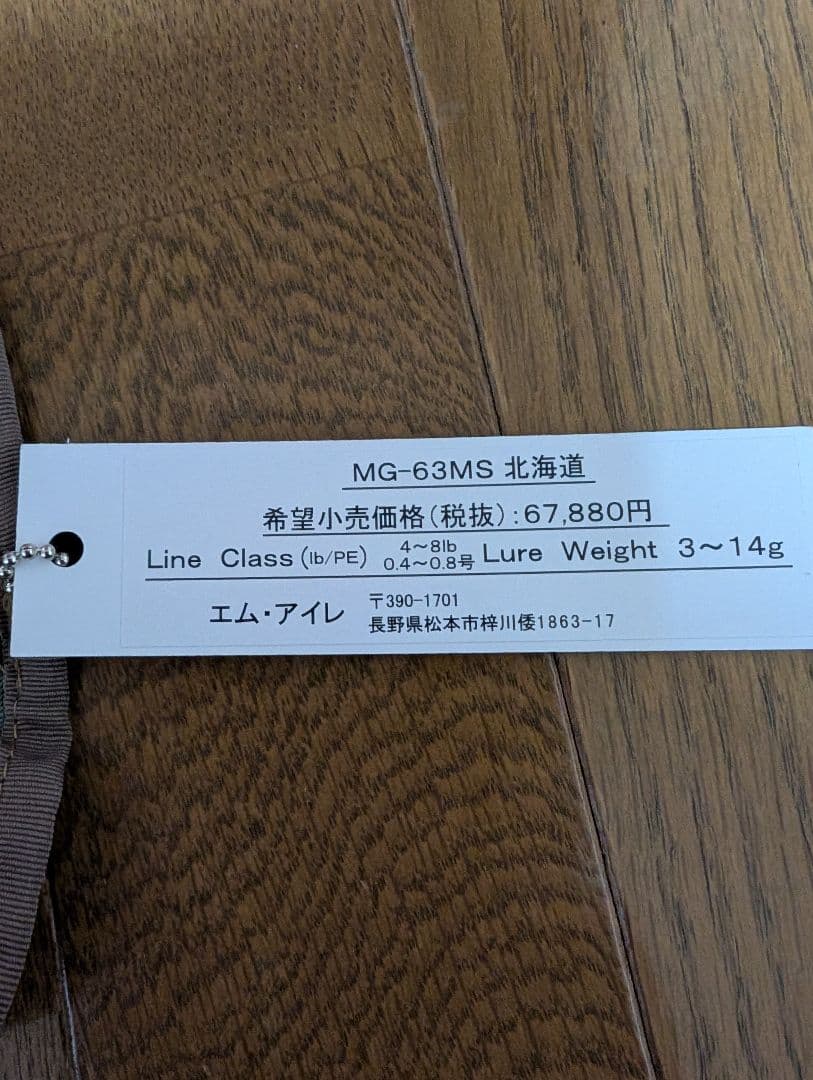 MG-63MS 北海道
希望小売価格(税抜):67,880円
Line Class(lb/PE) 4～8lb 0.4～0.8号 Lure Weight 3～14g
エム・アイレ 〒390-1701
長野県松本市梓川倭1863-17